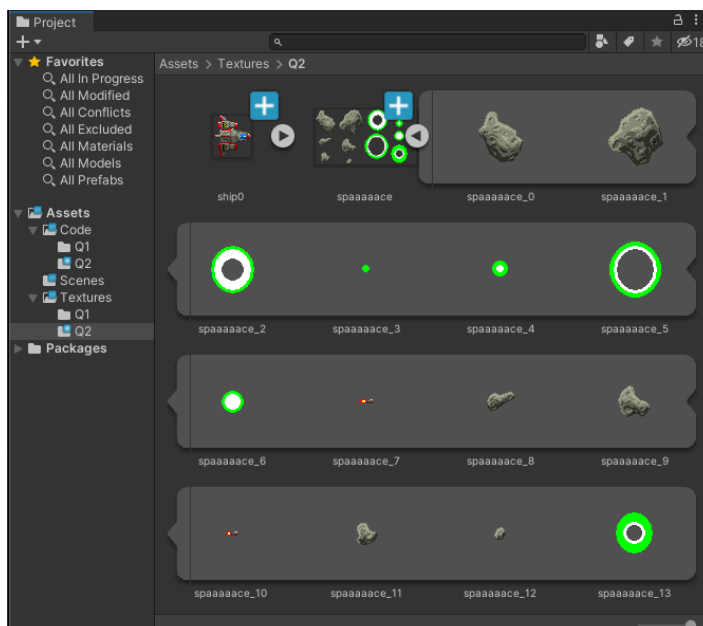 Project
18
Favorites
All In Progress
All Modified
All Conflicts
All Excluded
All Materials
All Models
All Prefabs
Assets
Code
Q1
Q2
Scenes
Textures
Q1
Q2
Packages
Assets > Textures > Q2
ship0 spaaaaace spaaaaace_0 spaaaaace_1
spaaaaace_2 spaaaaace_3 spaaaaace_4 spaaaaace_5
spaaaaace_6 spaaaaace_7 spaaaaace_8 spaaaaace_9
spaaaaace_10 spaaaaace_11 spaaaaace_12 spaaaaace_13